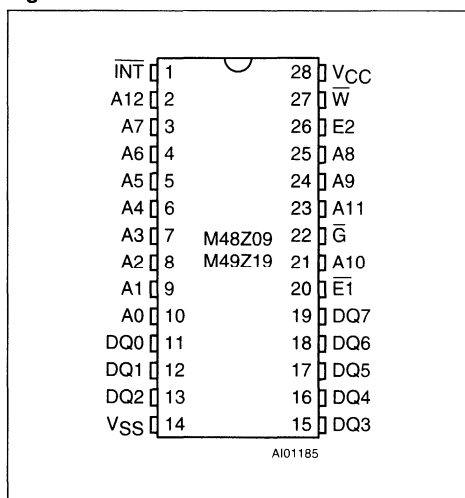 INT 1 28 VCC
A12 2 27 W
A7 3 26 E2
A6 4 25 A8
A5 5 24 A9
A4 6 23 A11
A3 7 M48Z09 22 G
A2 8 M49Z19 21 A10
A1 9 20 E1
A0 10 19 DQ7
DQ0 11 18 DQ6
DQ1 12 17 DQ5
DQ2 13 16 DQ4
VSS 14 15 DQ3
AI01185